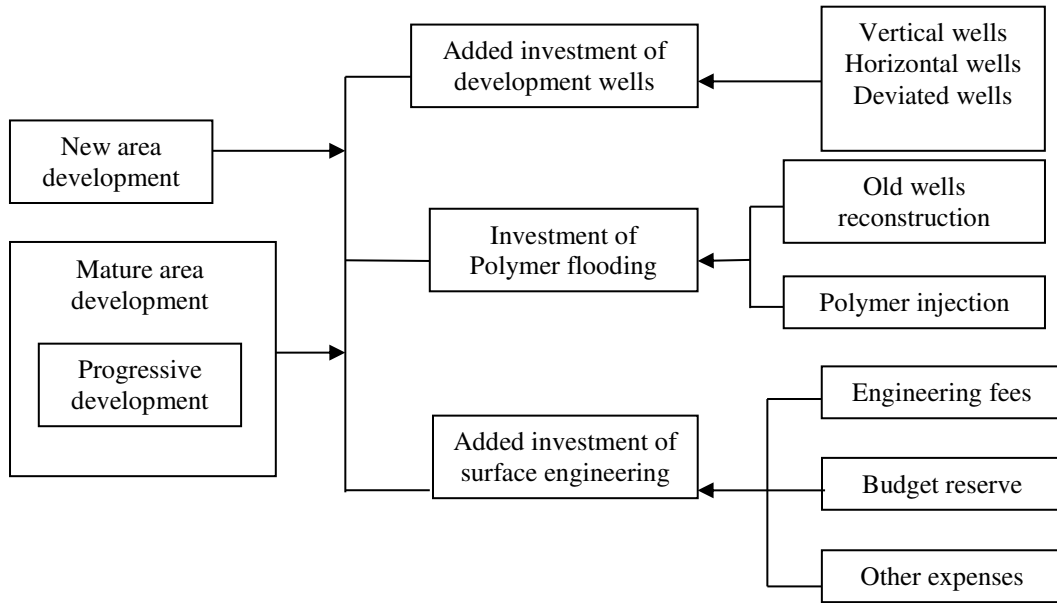 New area
development
Mature area
development
Progressive
development
Added investment of
development wells
Investment of
Polymer flooding
Added investment of
surface engineering
Vertical wells
Horizontal wells
Deviated wells
Old wells
reconstruction
Polymer injection
Engineering fees
Budget reserve
Other expenses